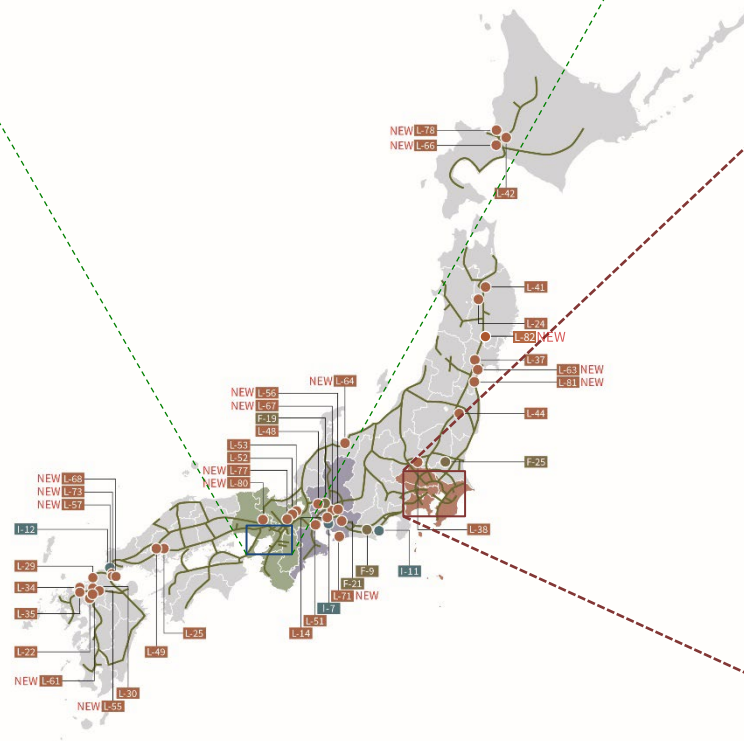 NEW L-78
NEW L-66
L-42
L-41
L-24
L-82 NEW
L-37
L-63 NEW
L-81 NEW
L-44
F-25
L-38
NEW L-64
NEW L-56
NEW L-67
F-19
L-48
L-53
L-52
NEW L-77
NEW L-80
NEW L-68
NEW L-73
NEW L-57
I-12
L-29
L-34
L-35
L-22
NEW L-61
L-30
NEW L-55
L-49
L-25
L-14
L-51
I-7
L-71 NEW
F-21
F-9
I-11